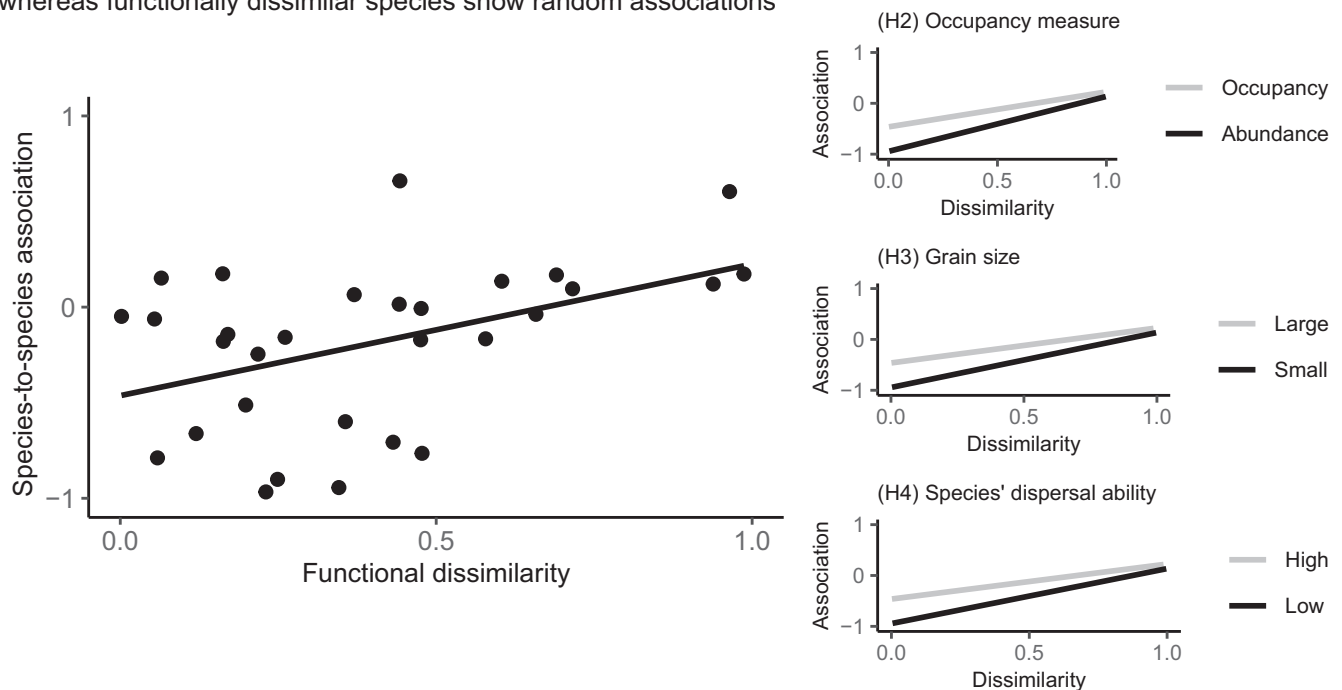 whereas functionally dissimilar species show random associations
1
0
−1
Species-to-species association
0.0 0.5 1.0
Functional dissimilarity
(H2) Occupancy measure
1
0
−1
Association
0.0 0.5 1.0
Dissimilarity
Occupancy
Abundance
(H3) Grain size
1
0
−1
Association
0.0 0.5 1.0
Dissimilarity
Large
Small
(H4) Species' dispersal ability
1
0
−1
Association
0.0 0.5 1.0
Dissimilarity
High
Low